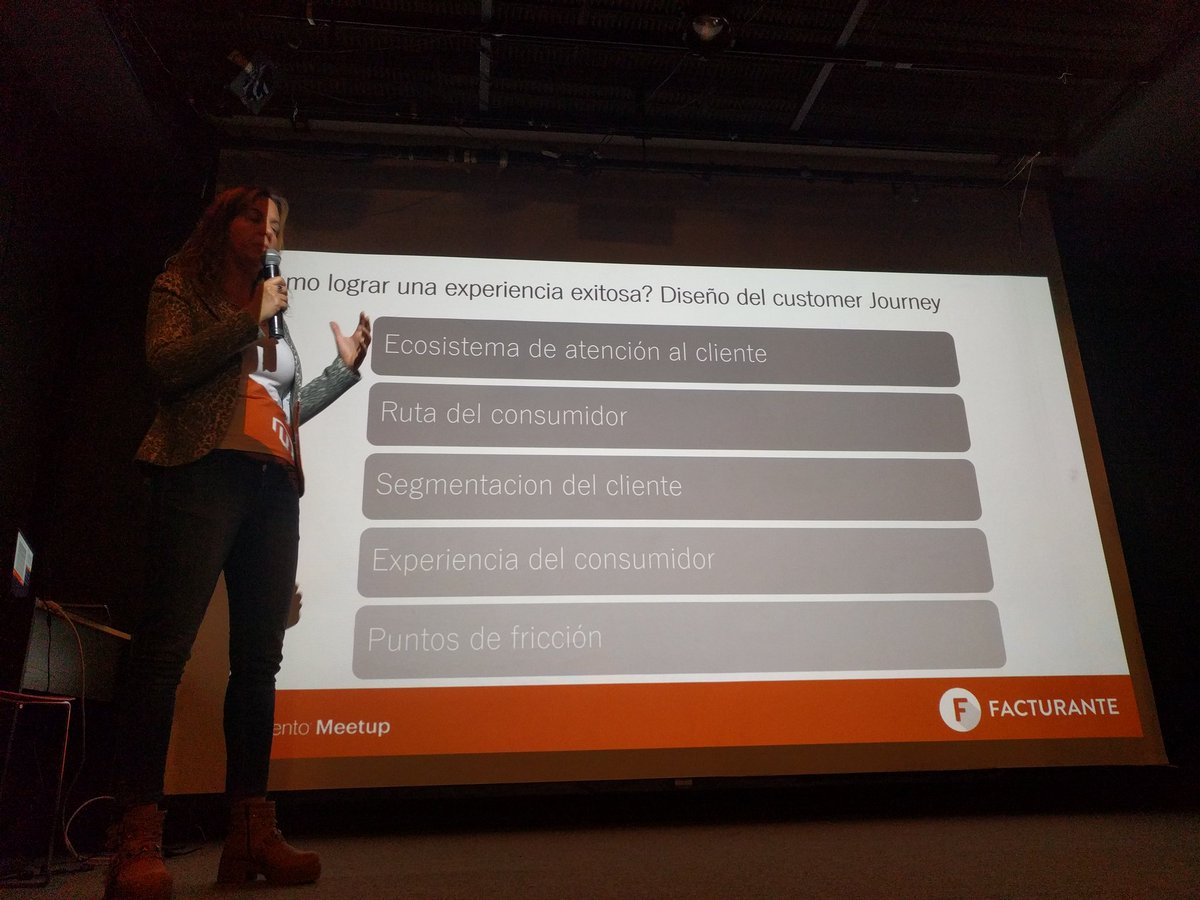 mo lograr una experiencia exitosa? Diseño del customer Journey
Ecosistema de atención al cliente
Ruta del consumidor
Segmentacion del cliente
Experiencia del consumidor
Puntos de fricción
ento Meetup
F FACTURANTE